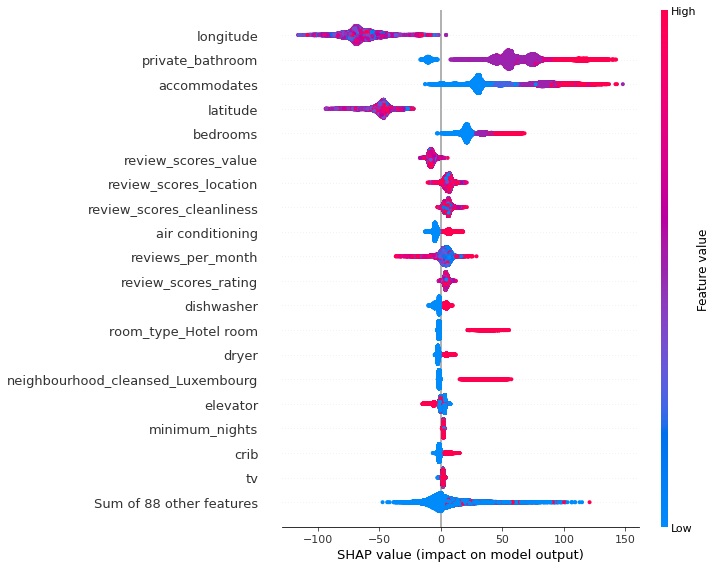 High
longitude
private_bathroom
accommodates
latitude
bedrooms
review_scores_value
review_scores_location
review_scores_cleanliness
air conditioning
reviews_per_month
review_scores_rating
dishwasher
room_type_Hotel room
dryer
neighbourhood_cleansed_Luxembourg
elevator
minimum_nights
crib
tv
Sum of 88 other features
Low
Feature value
−100 −50 0 50 100 150
SHAP value (impact on model output)